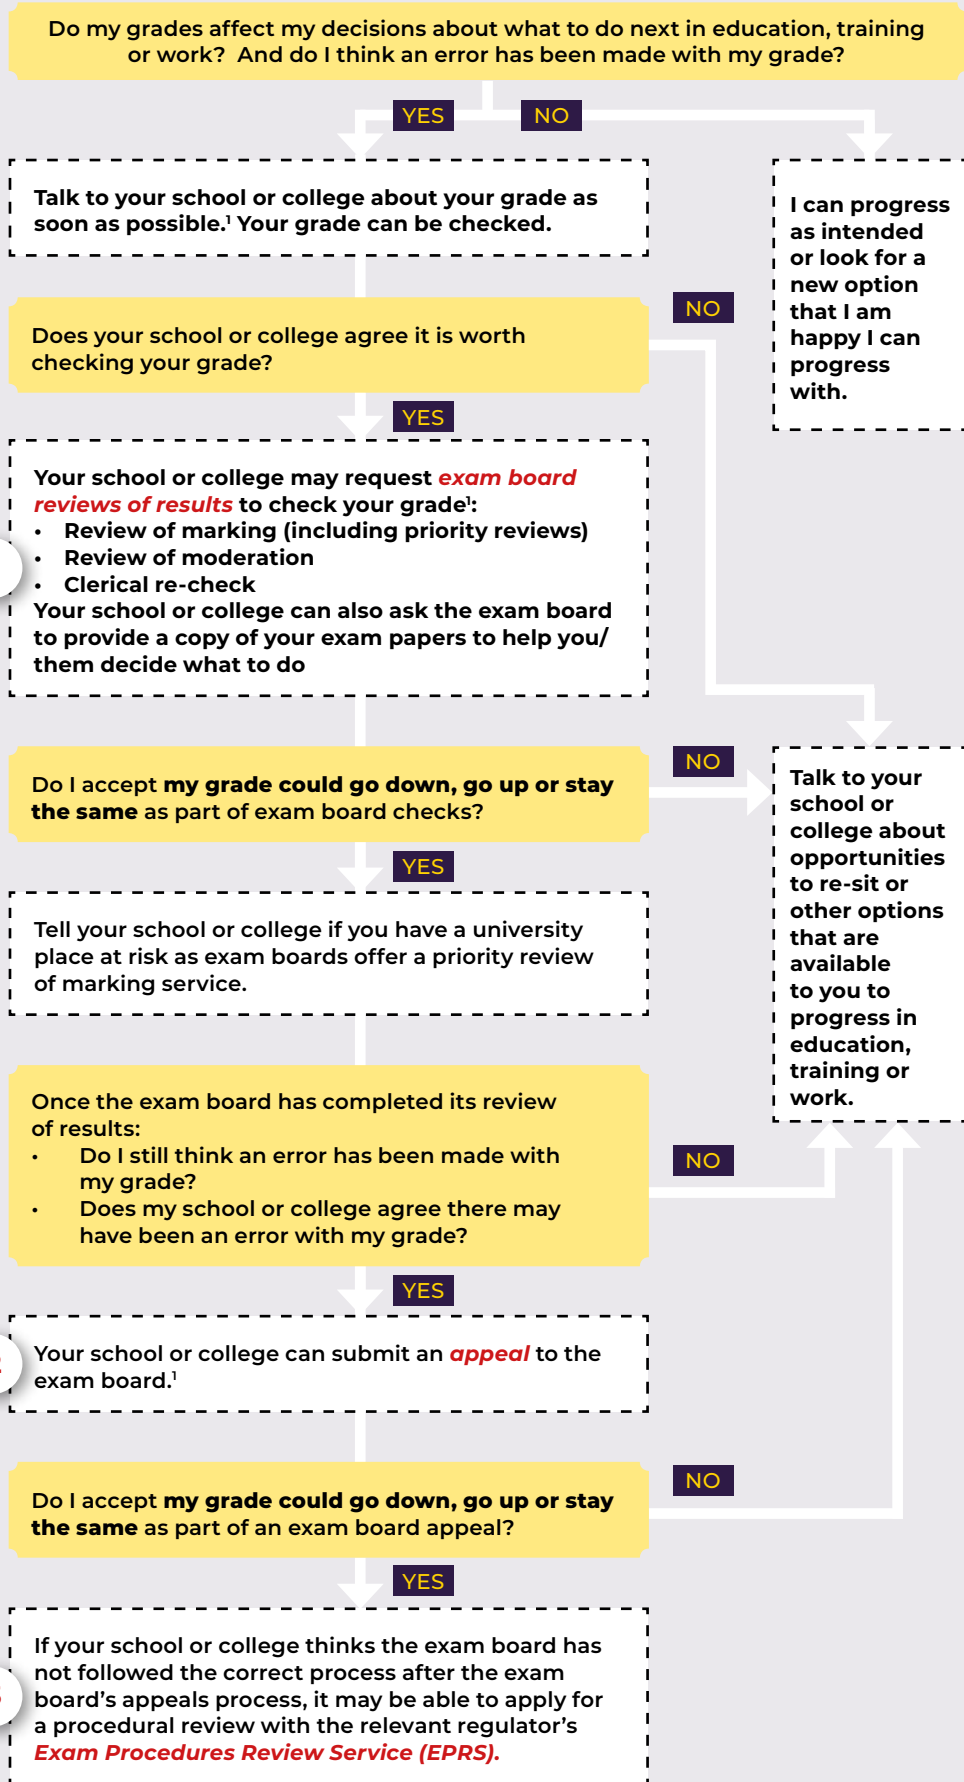 Do my grades affect my decisions about what to do next in education, training
or work? And do I think an error has been made with my grade?
YES
NO
Talk to your school or college about your grade as
soon as possible.¹ Your grade can be checked.
I can progress
as intended
or look for a
new option
that I am
happy I can
progress
with.
Does your school or college agree it is worth
checking your grade?
NO
YES
Your school or college may request exam board
reviews of results to check your grade¹:
• Review of marking (including priority reviews)
• Review of moderation
• Clerical re-check
Your school or college can also ask the exam board
to provide a copy of your exam papers to help you/
them decide what to do
Do I accept my grade could go down, go up or stay
the same as part of exam board checks?
NO
Talk to your
school or
college about
opportunities
to re-sit or
other options
that are
available
to you to
progress in
education,
training or
work.
YES
Tell your school or college if you have a university
place at risk as exam boards offer a priority review
of marking service.
Once the exam board has completed its review
of results:
• Do I still think an error has been made with
my grade?
• Does my school or college agree there may
have been an error with my grade?
NO
YES
Your school or college can submit an appeal to the
exam board.¹
Do I accept my grade could go down, go up or stay
the same as part of an exam board appeal?
NO
YES
If your school or college thinks the exam board has
not followed the correct process after the exam
board's appeals process, it may be able to apply for
a procedural review with the relevant regulator's
Exam Procedures Review Service (EPRS).